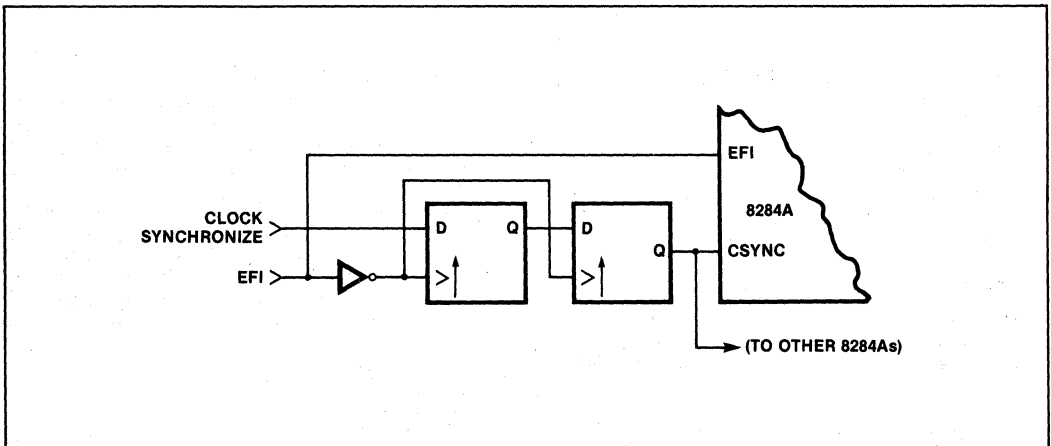 EFI
8284A
CLOCK
SYNCHRONIZE
D
Q
D
Q
CSYNC
EFI
(TO OTHER 8284As)